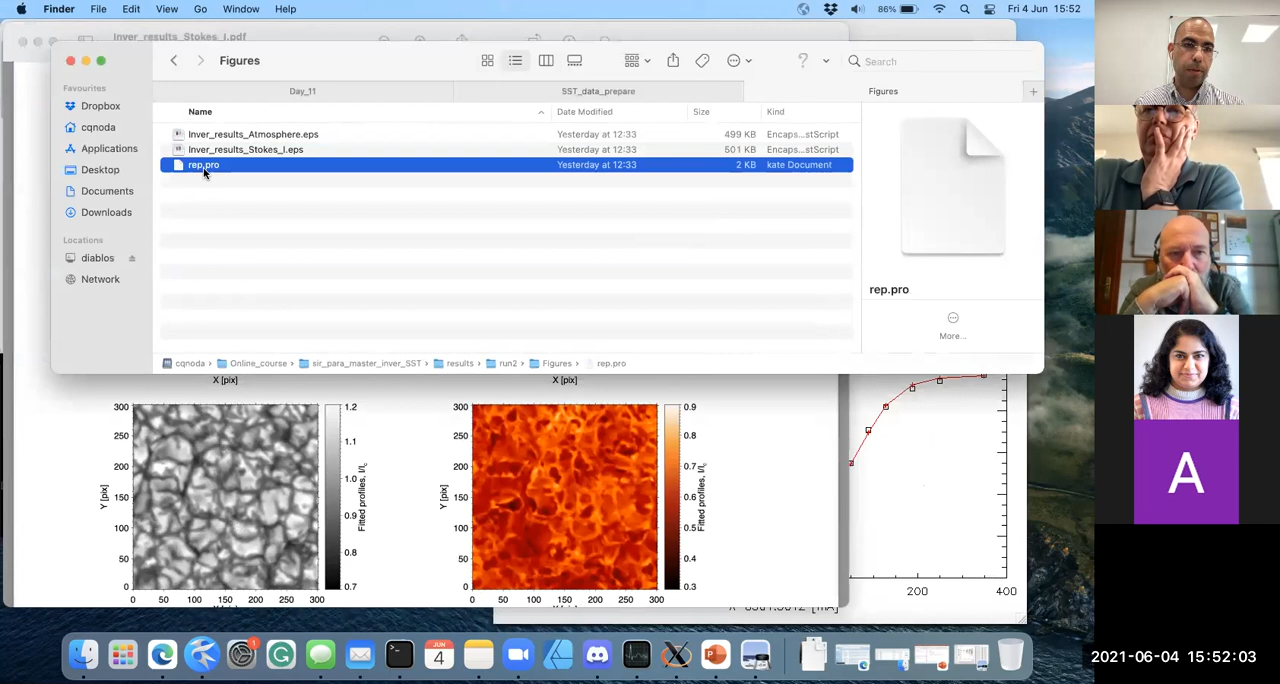 Finder File Edit View Go Window Help 86% Fri 4 Jun 15:52
Inver_results_Stokes_I.pdf
Figures Search
Favourites
Dropbox
cqnoda
Applications
Desktop
Documents
Downloads
Locations
diablos
Network
Day_11 SST_data_prepare Figures
Name Date Modified Size Kind
Inver_results_Atmosphere.eps Yesterday at 12:33 499 KB Encaps...stScript
Inver_results_Stokes_I.eps Yesterday at 12:33 501 KB Encaps...stScript
rep.pro Yesterday at 12:33 2 KB kate Document
rep.pro
More...
cqnoda › Online_course › sir_para_master_inver_SST › results › run2 › Figures › rep.pro
X [pix] X [pix]
300
250
200
150
100
50
0
Y [pix]
0 50 100 150 200 250 300
1.2
1.1
1.0
0.9
0.8
0.7
Fitted profiles, I/Ic
300
250
200
150
100
50
0
Y [pix]
0 50 100 150 200 250 300
0.9
0.8
0.7
0.6
0.5
0.4
0.3
Fitted profiles, I/Ic
200 400
JUN
4
1
A
2021-06-04 15:52:03